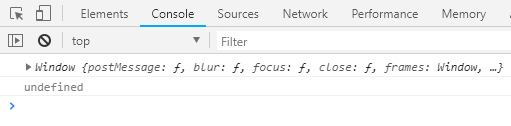 Elements Console Sources Network Performance Memory
top Filter
Window {postMessage: ƒ, blur: ƒ, focus: ƒ, close: ƒ, frames: Window, …}
undefined